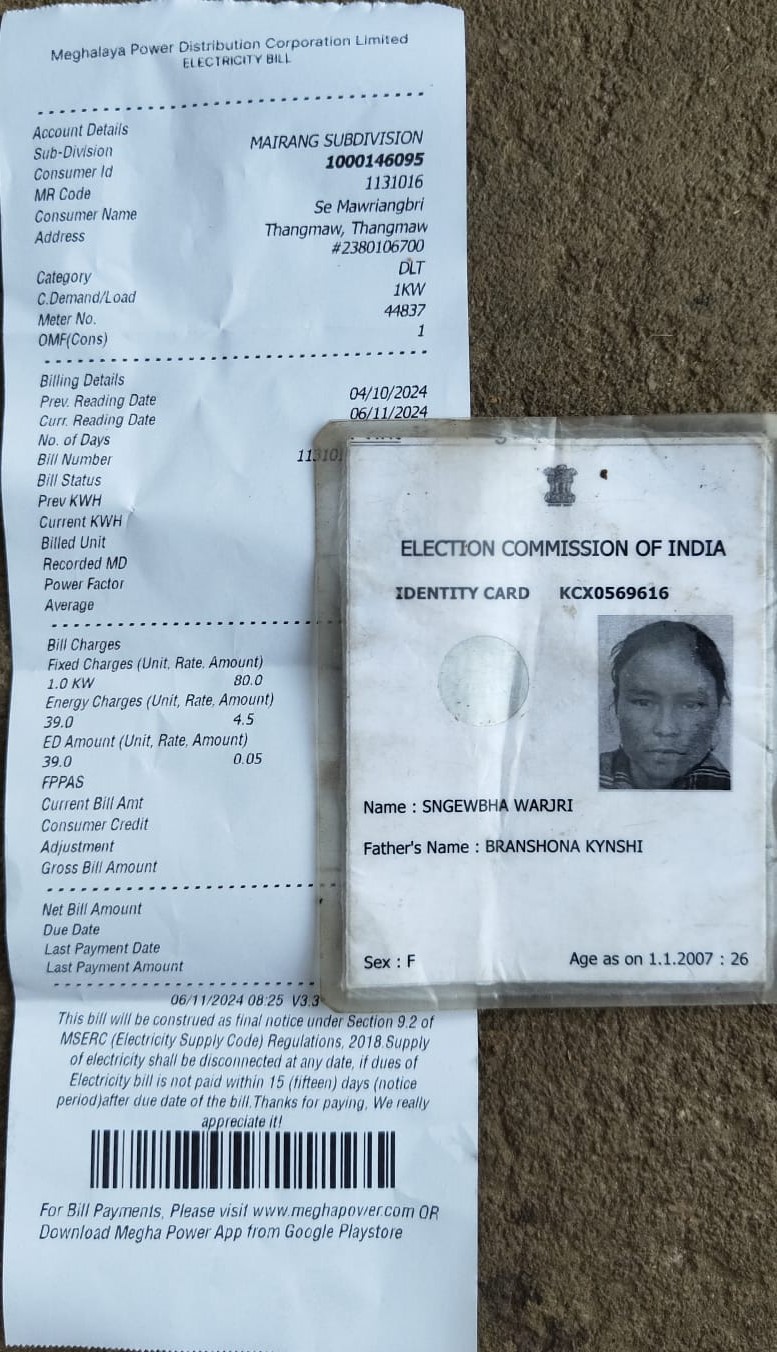 Meghalaya Power Distribution Corporation Limited
ELECTRICITY BILL
Account Details
Sub-Division MAIRANG SUBDIVISION
Consumer Id 1000146095
MR Code 1131016
Consumer Name Se Mawriangbri
Address Thangmaw, Thangmaw
#2380106700
Category DLT
C.Demand/Load 1KW
Meter No. 44837
OMF(Cons) 1
Billing Details
Prev. Reading Date 04/10/2024
Curr. Reading Date 06/11/2024
No. of Days
Bill Number 113101
Bill Status
Prev KWH
Current KWH
Billed Unit
Recorded MD
Power Factor
Average
Bill Charges
Fixed Charges (Unit, Rate, Amount)
1.0 KW 80.0
Energy Charges (Unit, Rate, Amount)
39.0 4.5
ED Amount (Unit, Rate, Amount)
39.0 0.05
FPPAS
Current Bill Amt
Consumer Credit
Adjustment
Gross Bill Amount
Net Bill Amount
Due Date
Last Payment Date
Last Payment Amount
06/11/2024 08:25 V3.3
This bill will be construed as final notice under Section 9.2 of
MSERC (Electricity Supply Code) Regulations, 2018.Supply
of electricity shall be disconnected at any date, if dues of
Electricity bill is not paid within 15 (fifteen) days (notice
period)after due date of the bill.Thanks for paying, We really
appreciate it!
For Bill Payments, Please visit www.meghapower.com OR
Download Megha Power App from Google Playstore
ELECTION COMMISSION OF INDIA
IDENTITY CARD KCX0569616
Name : SNGEWBHA WARJRI
Father's Name : BRANSHONA KYNSHI
Sex : F Age as on 1.1.2007 : 26